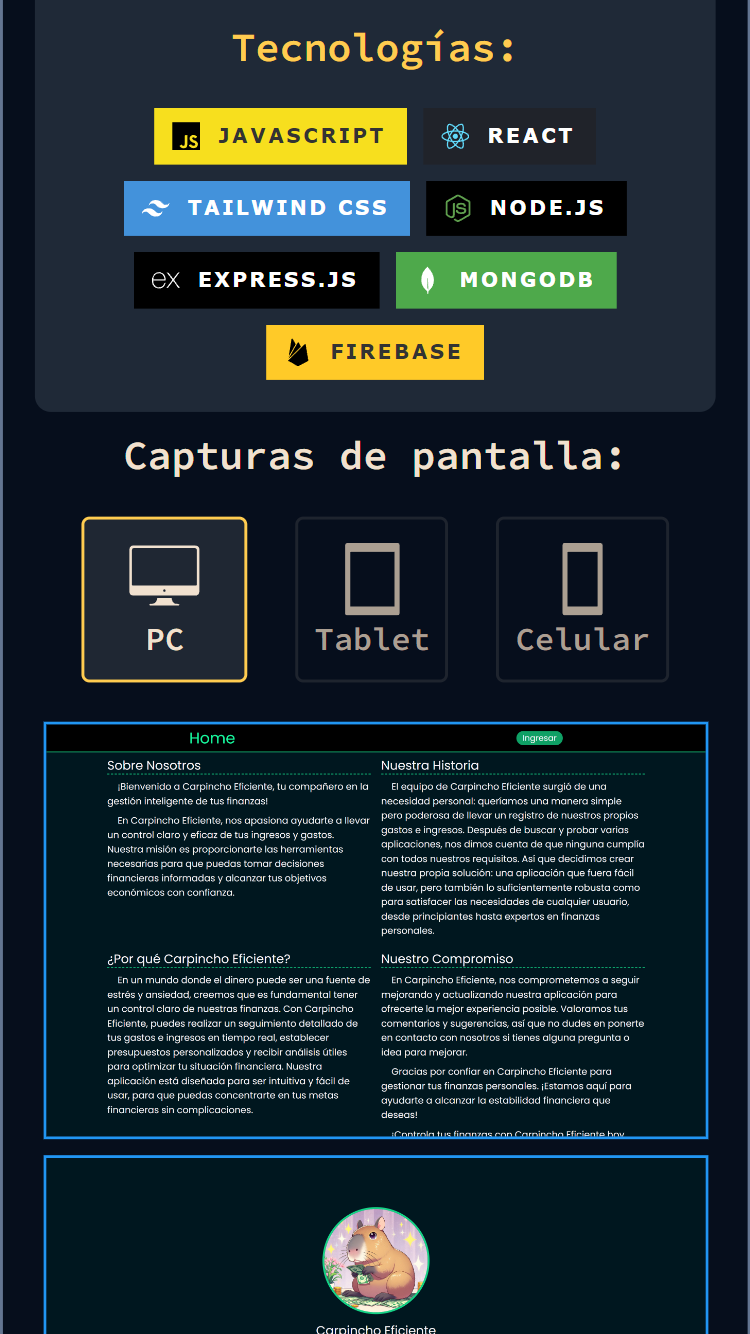 Tecnologías:
JS JAVASCRIPT
REACT
TAILWIND CSS
JS NODE.JS
ex EXPRESS.JS
MONGODB
FIREBASE
Capturas de pantalla:
PC
Tablet
Celular
Home
Ingresar
Sobre Nosotros
¡Bienvenido a Carpincho Eficiente, tu compañero en la
gestión inteligente de tus finanzas!
En Carpincho Eficiente, nos apasiona ayudarte a llevar
un control claro y eficaz de tus ingresos y gastos.
Nuestra misión es proporcionarte las herramientas
necesarias para que puedas tomar decisiones
financieras informadas y alcanzar tus objetivos
económicos con confianza.
Nuestra Historia
El equipo de Carpincho Eficiente surgió de una
necesidad personal: queríamos una manera simple
pero poderosa de llevar un registro de nuestros propios
gastos e ingresos. Después de buscar y probar varias
aplicaciones, nos dimos cuenta de que ninguna cumplía
con todos nuestros requisitos. Así que decidimos crear
nuestra propia solución: una aplicación que fuera fácil
de usar, pero también lo suficientemente robusta como
para satisfacer las necesidades de cualquier usuario,
desde principiantes hasta expertos en finanzas
personales.
¿Por qué Carpincho Eficiente?
En un mundo donde el dinero puede ser una fuente de
estrés y ansiedad, creemos que es fundamental tener
un control claro de nuestras finanzas. Con Carpincho
Eficiente, puedes realizar un seguimiento detallado de
tus gastos e ingresos en tiempo real, establecer
presupuestos personalizados y recibir análisis útiles
para optimizar tu situación financiera. Nuestra
aplicación está diseñada para ser intuitiva y fácil de
usar, para que puedas concentrarte en tus metas
financieras sin complicaciones.
Nuestro Compromiso
En Carpincho Eficiente, nos comprometemos a seguir
mejorando y actualizando nuestra aplicación para
ofrecerte la mejor experiencia posible. Valoramos tus
comentarios y sugerencias, así que no dudes en ponerte
en contacto con nosotros si tienes alguna pregunta o
idea para mejorar.
Gracias por confiar en Carpincho Eficiente para
gestionar tus finanzas personales. ¡Estamos aquí para
ayudarte a alcanzar la estabilidad financiera que
deseas!
¡Controla tus finanzas con Carpincho Eficiente hoy
Carpincho Eficiente